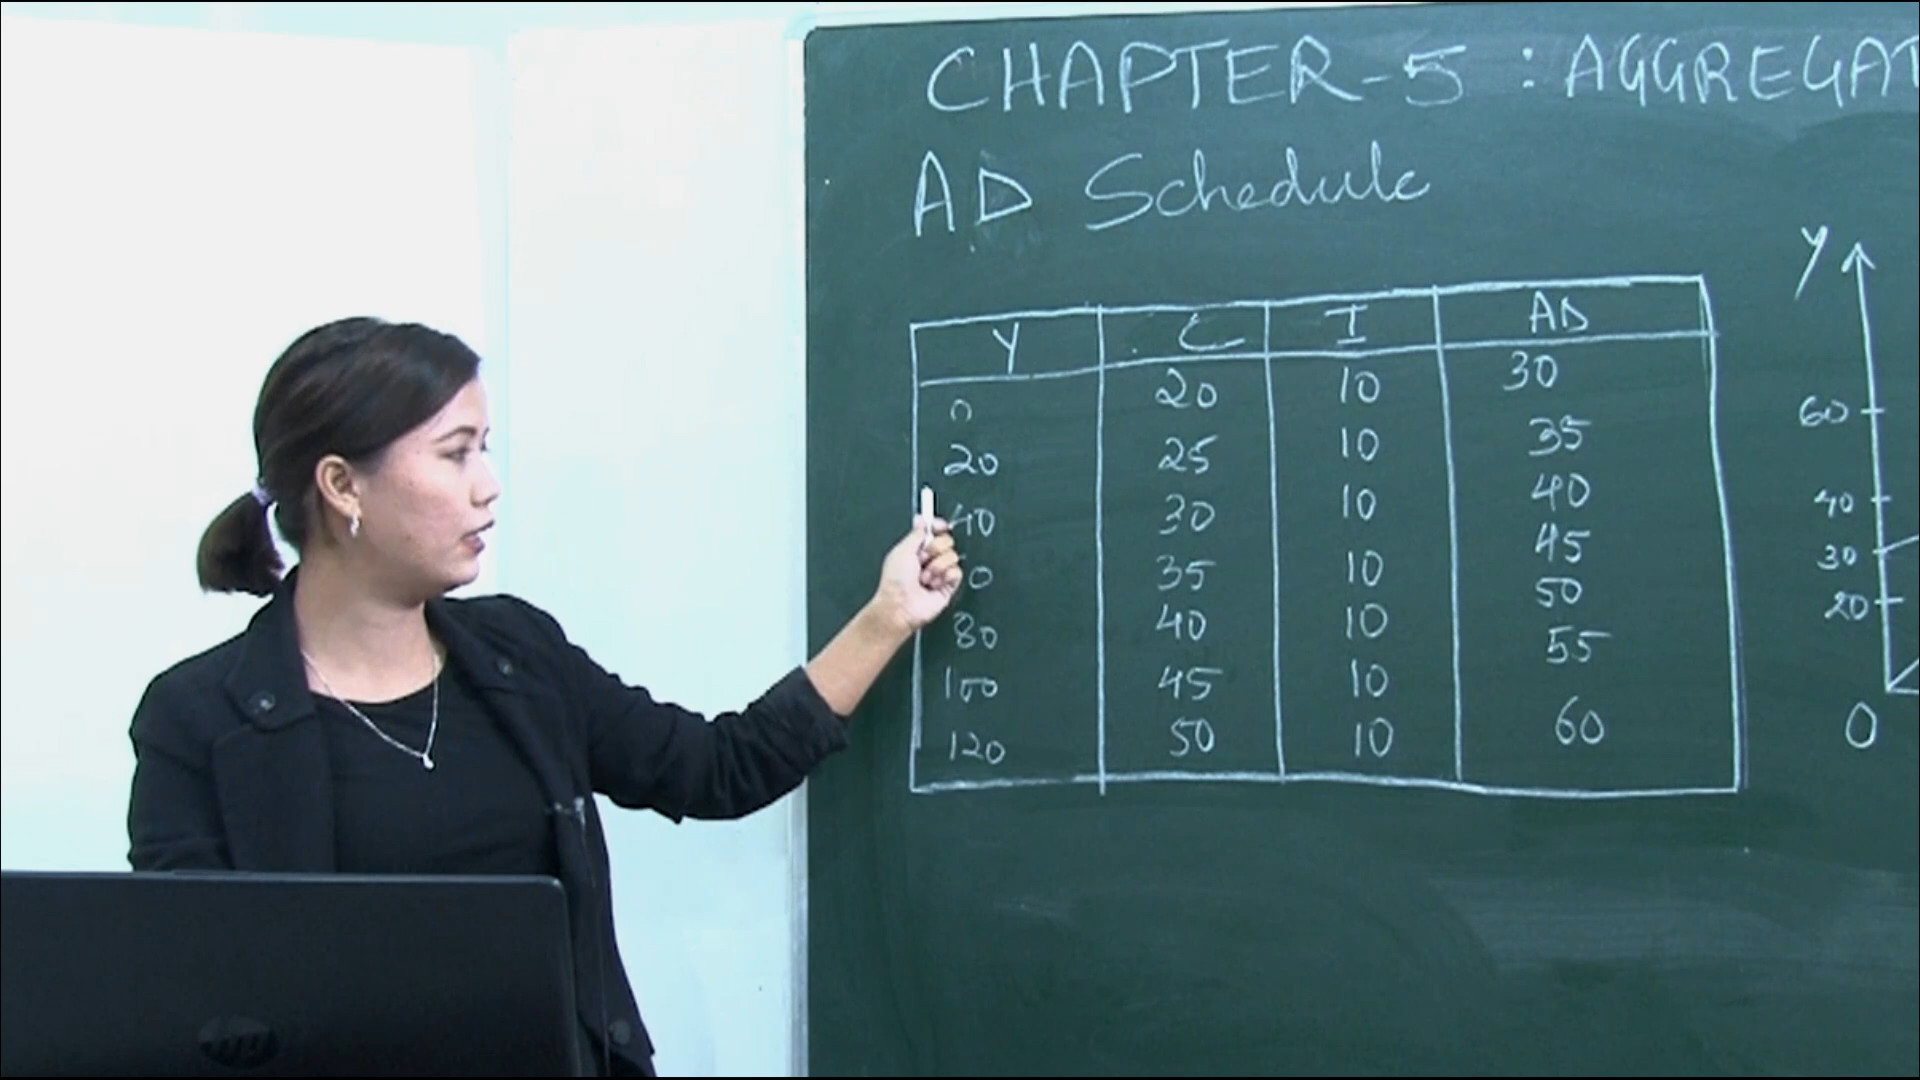 CHAPTER-5 : AGGREGAT
AD Schedule
Y C I AD
0 20 10 30
20 25 10 35
40 30 10 40
0 35 10 45
80 40 10 50
100 45 10 55
120 50 10 60
Y
60
40
30
20
0
hp